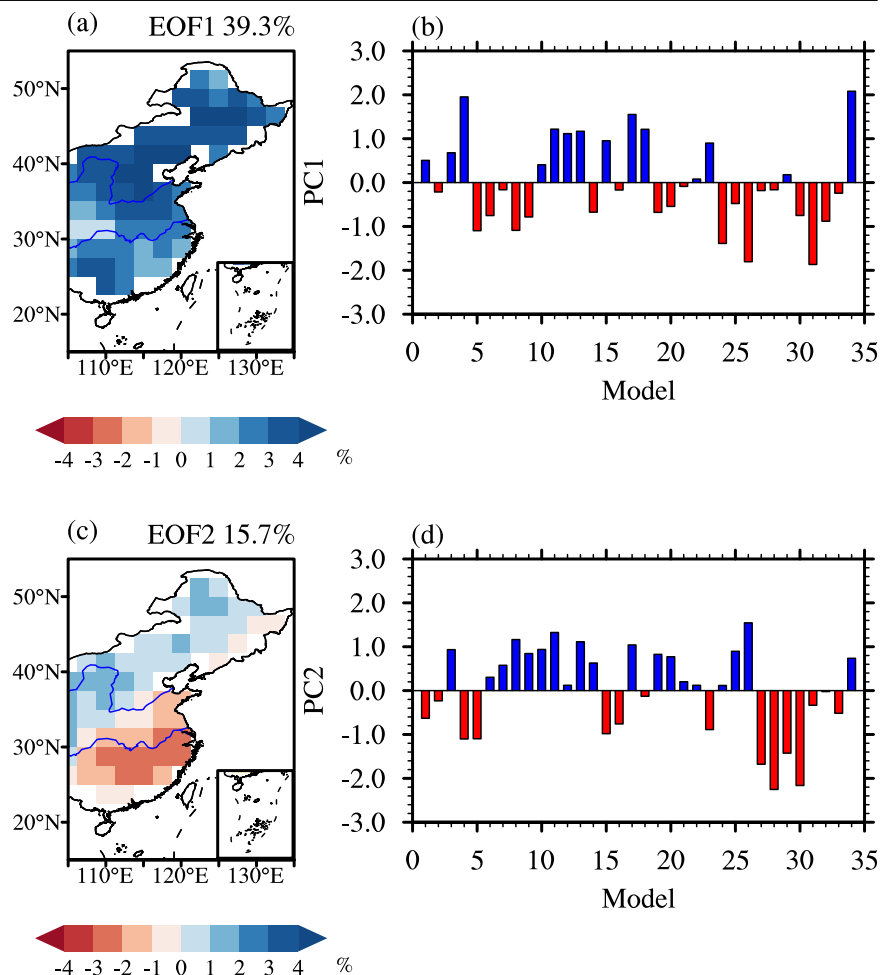 (a) EOF1 39.3%
50°N
40°N
30°N
20°N
110°E 120°E 130°E
-4 -3 -2 -1 0 1 2 3 4 %
(b)
3.0
2.0
1.0
0.0
-1.0
-2.0
-3.0
PC1
0 5 10 15 20 25 30 35
Model
(c) EOF2 15.7%
50°N
40°N
30°N
20°N
110°E 120°E 130°E
-4 -3 -2 -1 0 1 2 3 4 %
(d)
3.0
2.0
1.0
0.0
-1.0
-2.0
-3.0
PC2
0 5 10 15 20 25 30 35
Model